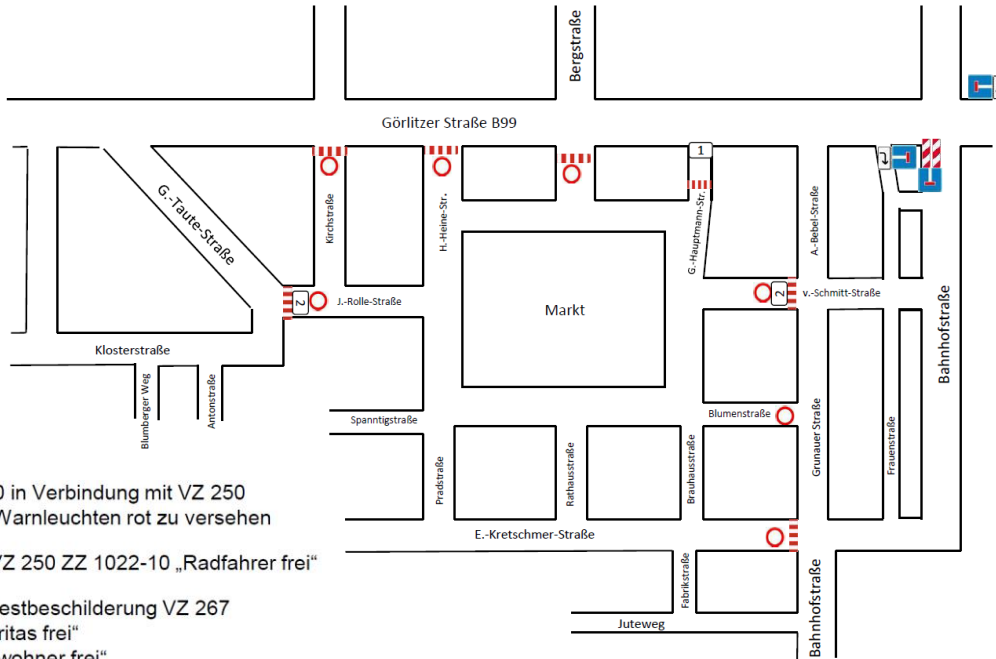 Bergstraße
Görlitzer Straße B99
1
G.-Taute-Straße
Kirchstraße
H.-Heine-Str.
G.-Hauptmann-Str.
A.-Bebel-Straße
2
J.-Rolle-Straße
Markt
2
v.-Schmitt-Straße
Klosterstraße
Bahnhofstraße
Blumberger Weg
Antonstraße
Spanntigstraße
Blumenstraße
Grunauer Straße
Frauenstraße
Pradstraße
Rathausstraße
Brauhausstraße
0 in Verbindung mit VZ 250
Warnleuchten rot zu versehen
E.-Kretschmer-Straße
VZ 250 ZZ 1022-10 „Radfahrer frei“
Fabrikstraße
Bahnhofstraße
estbeschilderung VZ 267
ritas frei“
Juteweg
wohner frei“